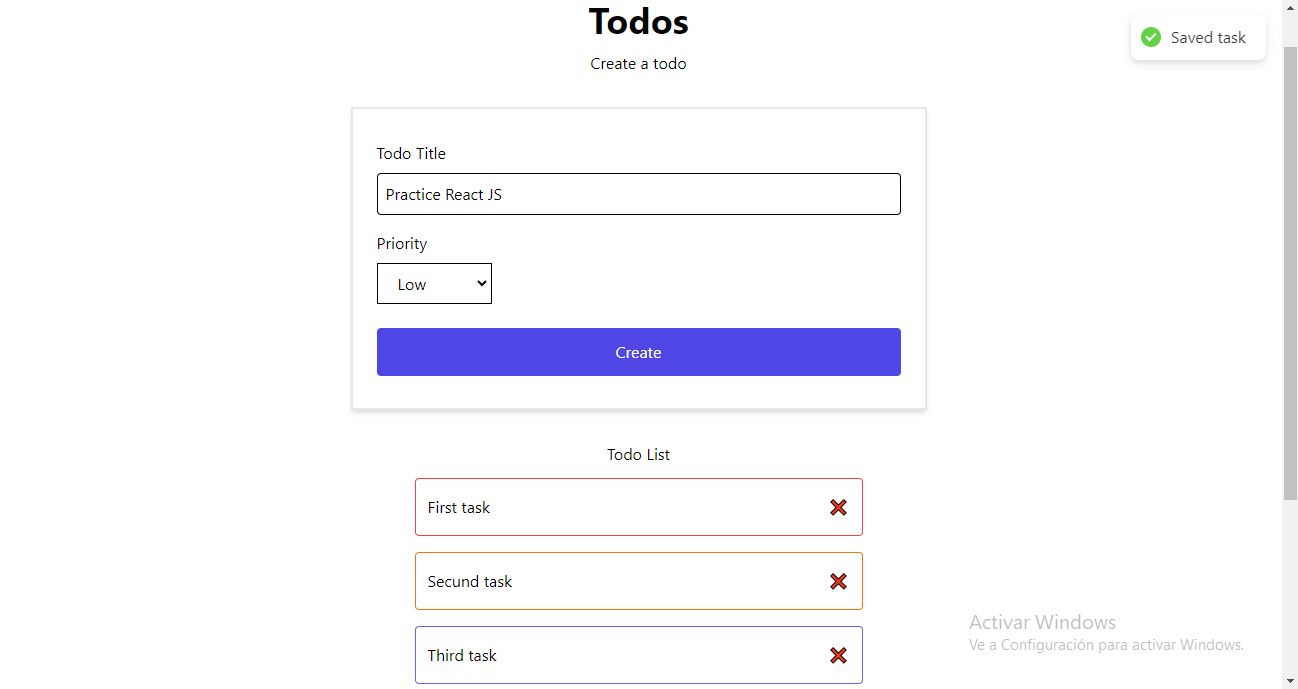 Todos
Saved task
Create a todo
Todo Title
Practice React JS
Priority
Low
Create
Todo List
First task
Secund task
Third task
Activar Windows
Ve a Configuración para activar Windows.